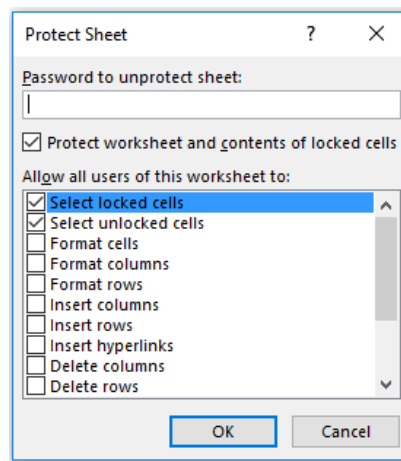 Protect Sheet ?
Password to unprotect sheet:
Protect worksheet and contents of locked cells
Allow all users of this worksheet to:
Select locked cells
Select unlocked cells
Format cells
Format columns
Format rows
Insert columns
Insert rows
Insert hyperlinks
Delete columns
Delete rows
OK Cancel